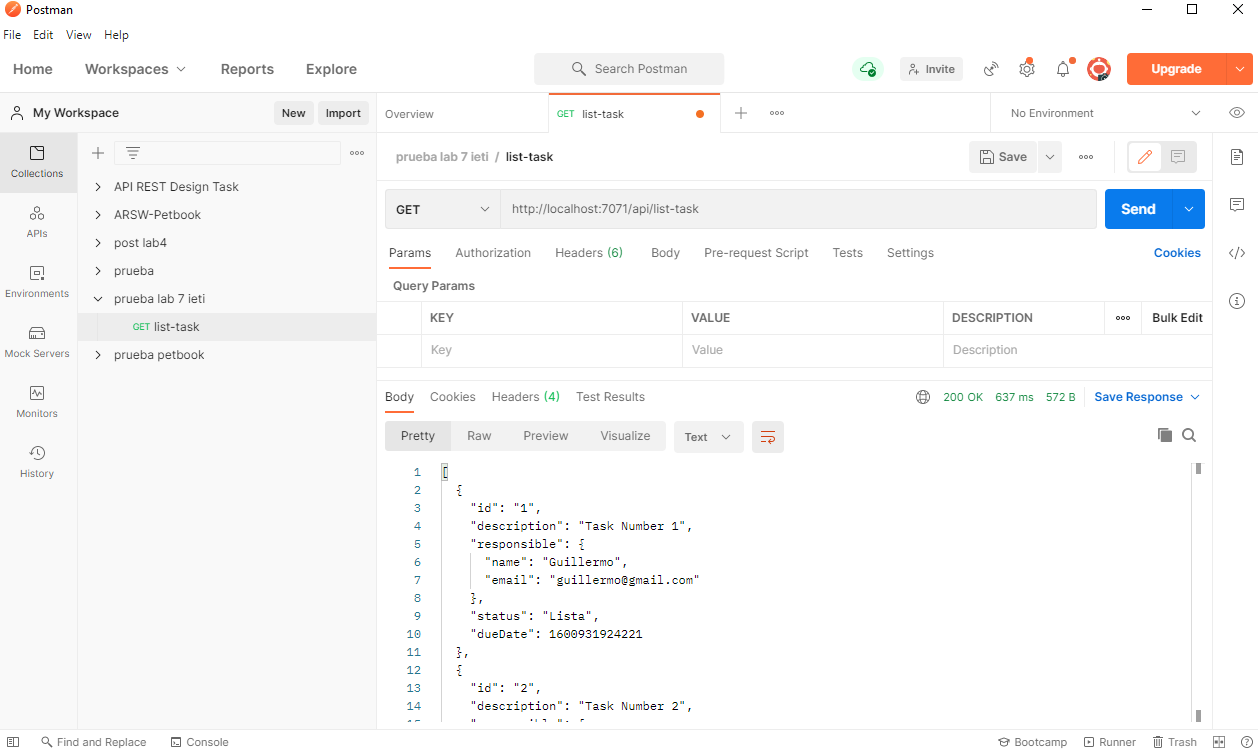 Postman
File Edit View Help
Home Workspaces Reports Explore Search Postman Invite Upgrade
My Workspace New Import Overview GET list-task No Environment
Collections
APIs
Environments
Mock Servers
Monitors
History
API REST Design Task
ARSW-Petbook
post lab4
prueba
prueba lab 7 ieti
GET list-task
prueba petbook
prueba lab 7 ieti / list-task Save
GET http://localhost:7071/api/list-task Send
Params Authorization Headers (6) Body Pre-request Script Tests Settings Cookies
Query Params
KEY VALUE DESCRIPTION Bulk Edit
Key Value Description
Body Cookies Headers (4) Test Results 200 OK 637 ms 572 B Save Response
Pretty Raw Preview Visualize Text
1 [
2 {
3 "id": "1",
4 "description": "Task Number 1",
5 "responsible": {
6 "name": "Guillermo",
7 "email": "guillermo@gmail.com"
8 },
9 "status": "Lista",
10 "dueDate": 1600931924221
11 },
12 {
13 "id": "2",
14 "description": "Task Number 2",
Find and Replace Console Bootcamp Runner Trash